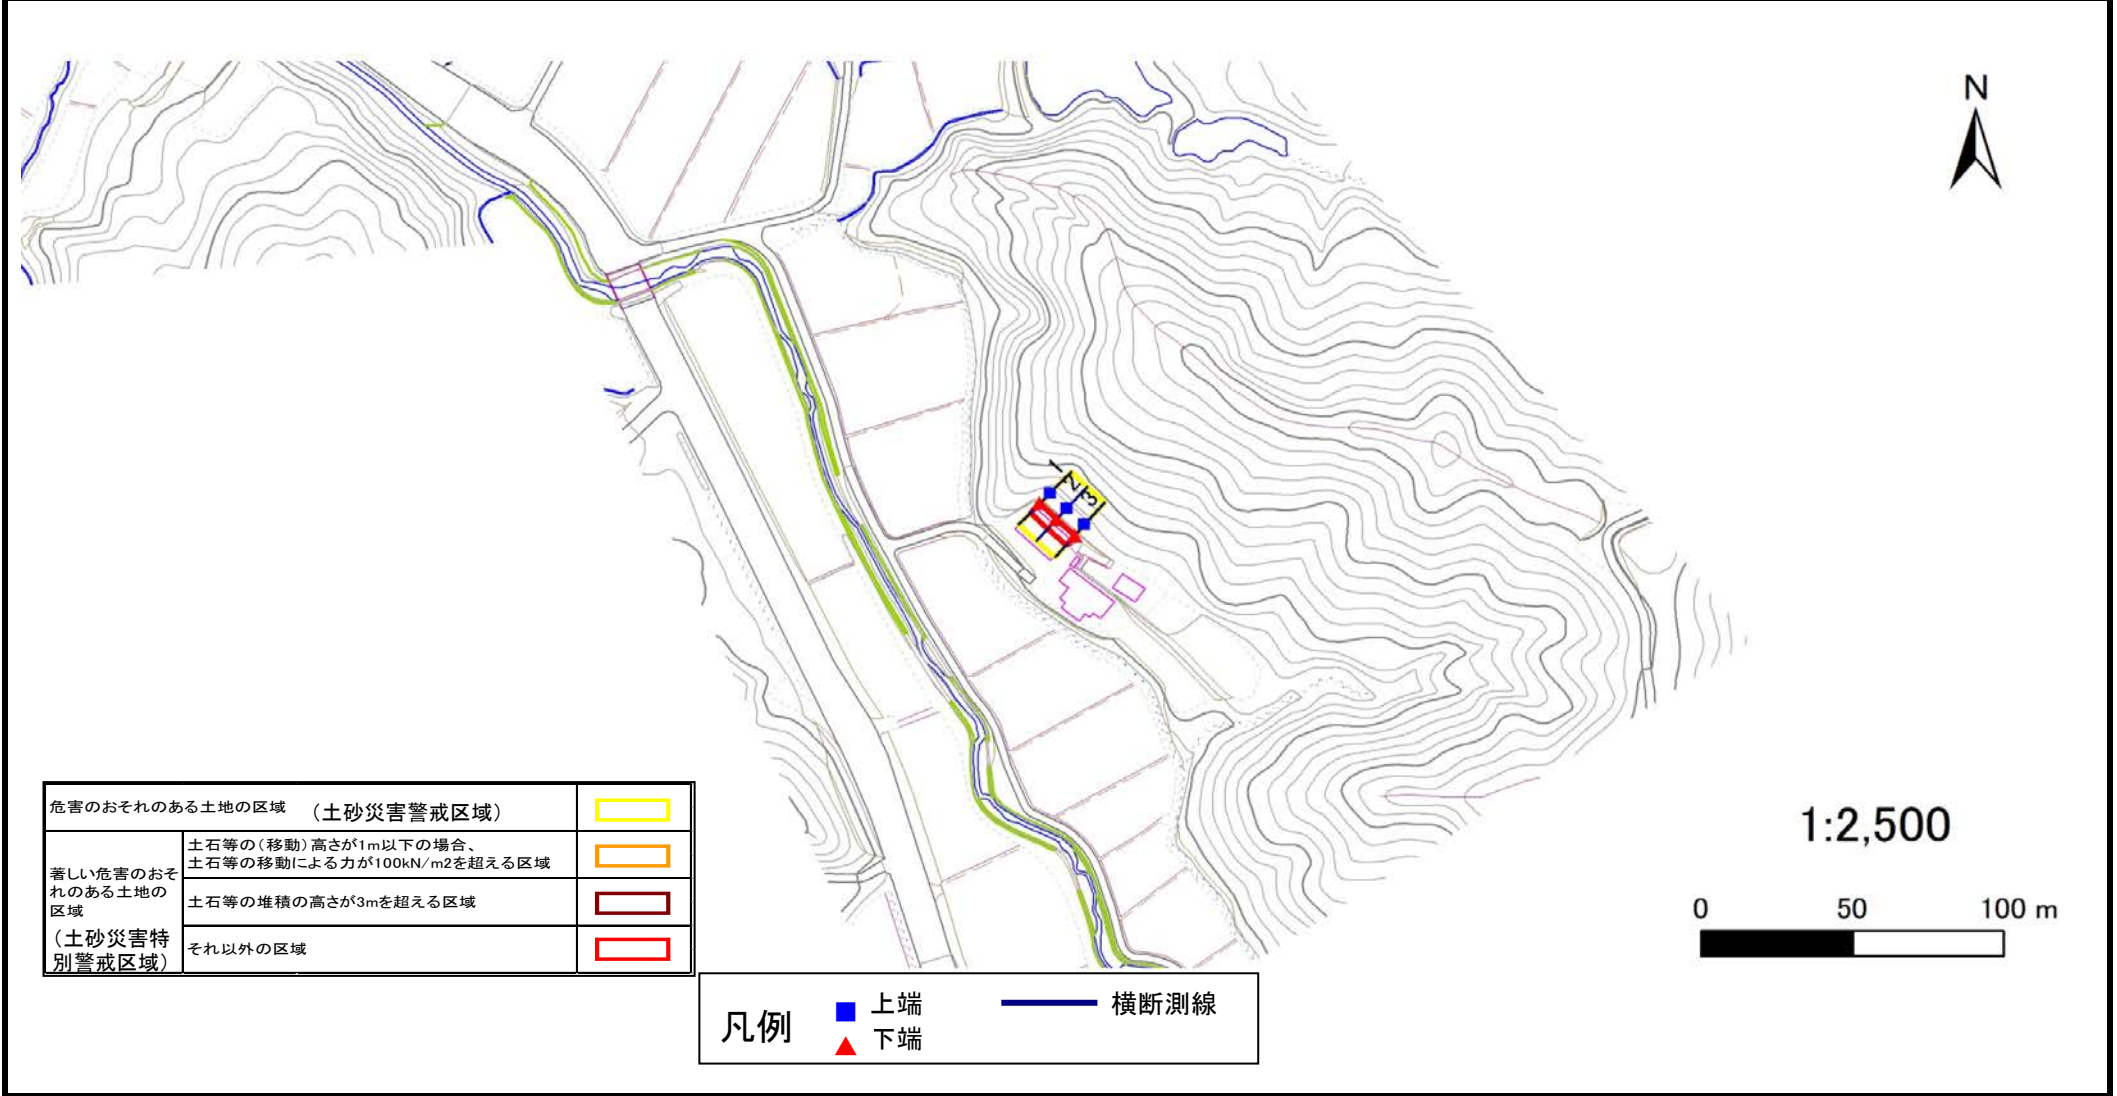 N
1
2
3
危害のおそれのある土地の区域 (土砂災害警戒区域)
著しい危害のおそ
れのある土地の
区域
(土砂災害特
別警戒区域)
土石等の(移動)高さが1m以下の場合、
土石等の移動による力が100kN/m2を超える区域
土石等の堆積の高さが3mを超える区域
それ以外の区域
1:2,500
0 50 100 m
凡例
上端
下端
横断測線